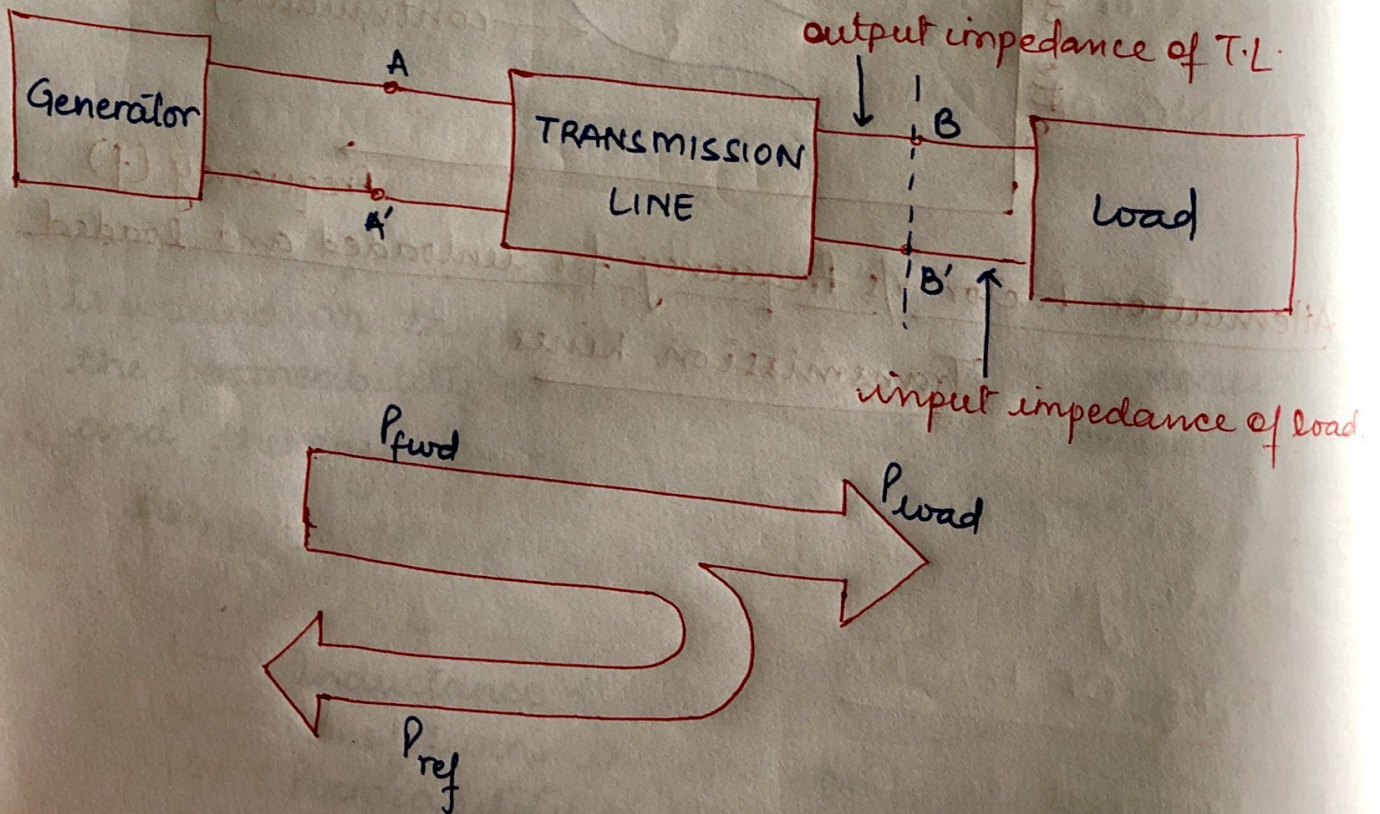 output impedance of T.L.
Generator
A
A'
TRANSMISSION
LINE
B
B'
Load
input impedance of load.
Pfwd
Pload
Pref